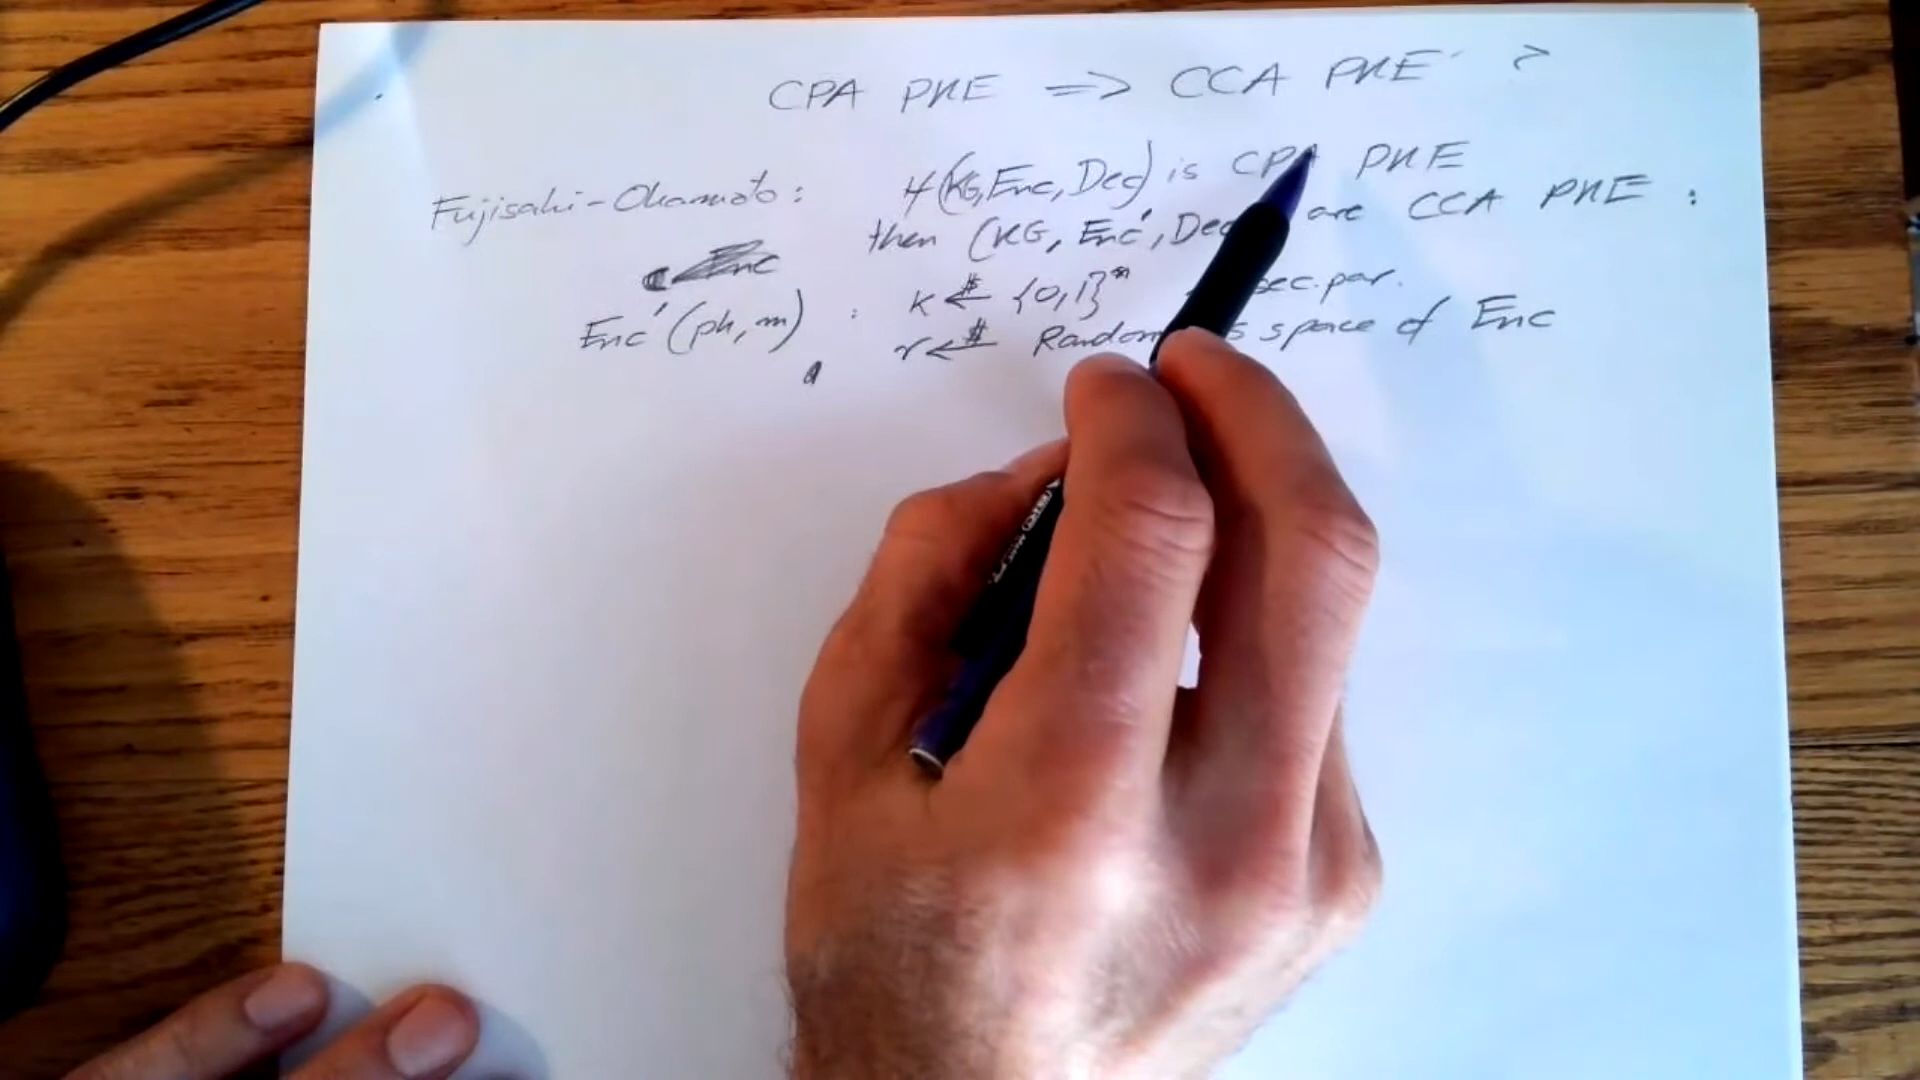 CPA PKE => CCA PKE ?
Fujisaki-Okamoto: If (KG, Enc, Dec) is CPA PKE
then (KG, Enc', Dec are CCA PKE :
Enc'(pk, m) : k <-$ {0,1}^n sec.par.
r <-$ Random s space of Enc